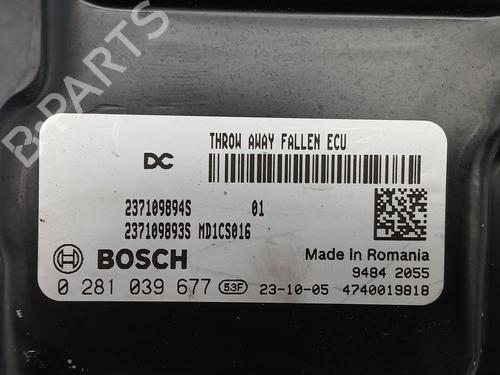 THROW AWAY FALLEN ECU
DC
237109894S 01
237109893S MD1CS016
BOSCH
Made in Romania
9484 2055
0 281 039 677 53F 23-10-05 4740019818
B-PARTS